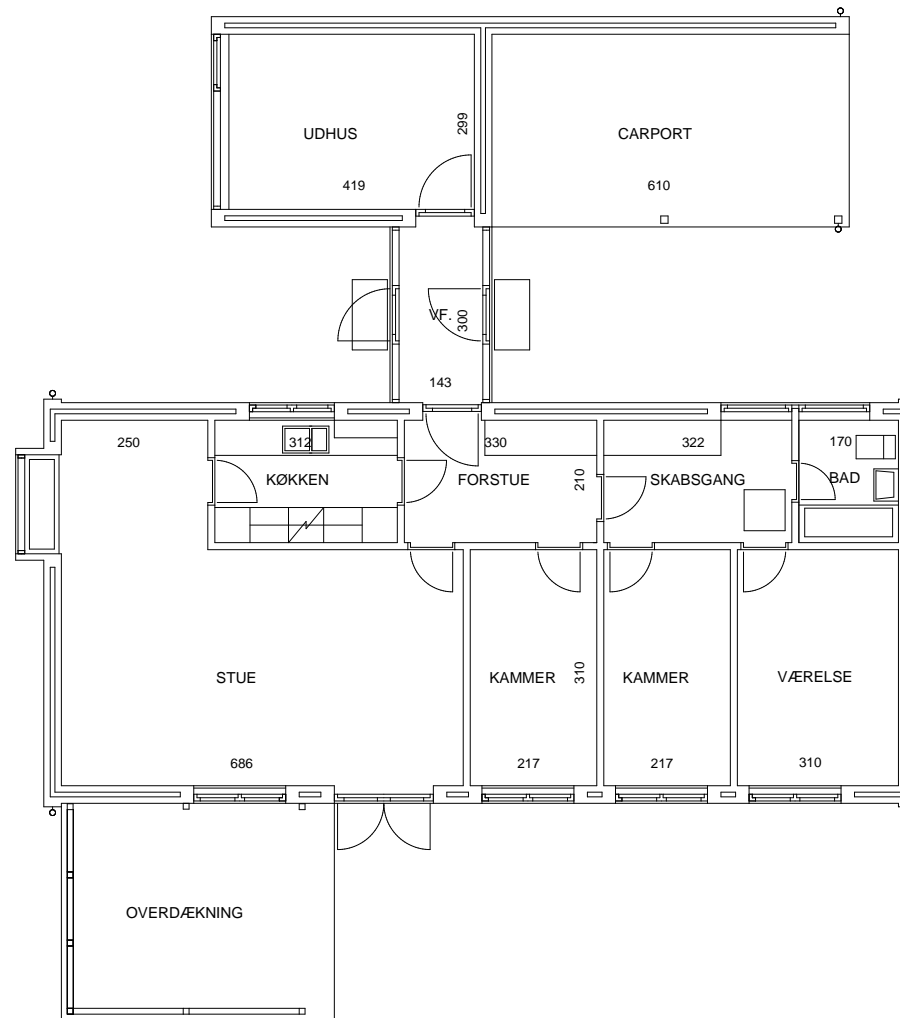 UDHUS
299
CARPORT
419
610
VF.
300
143
250
312
330
322
170
KØKKEN
FORSTUE
210
SKABSGANG
BAD
STUE
KAMMER
310
KAMMER
VÆRELSE
686
217
217
310
OVERDÆKNING